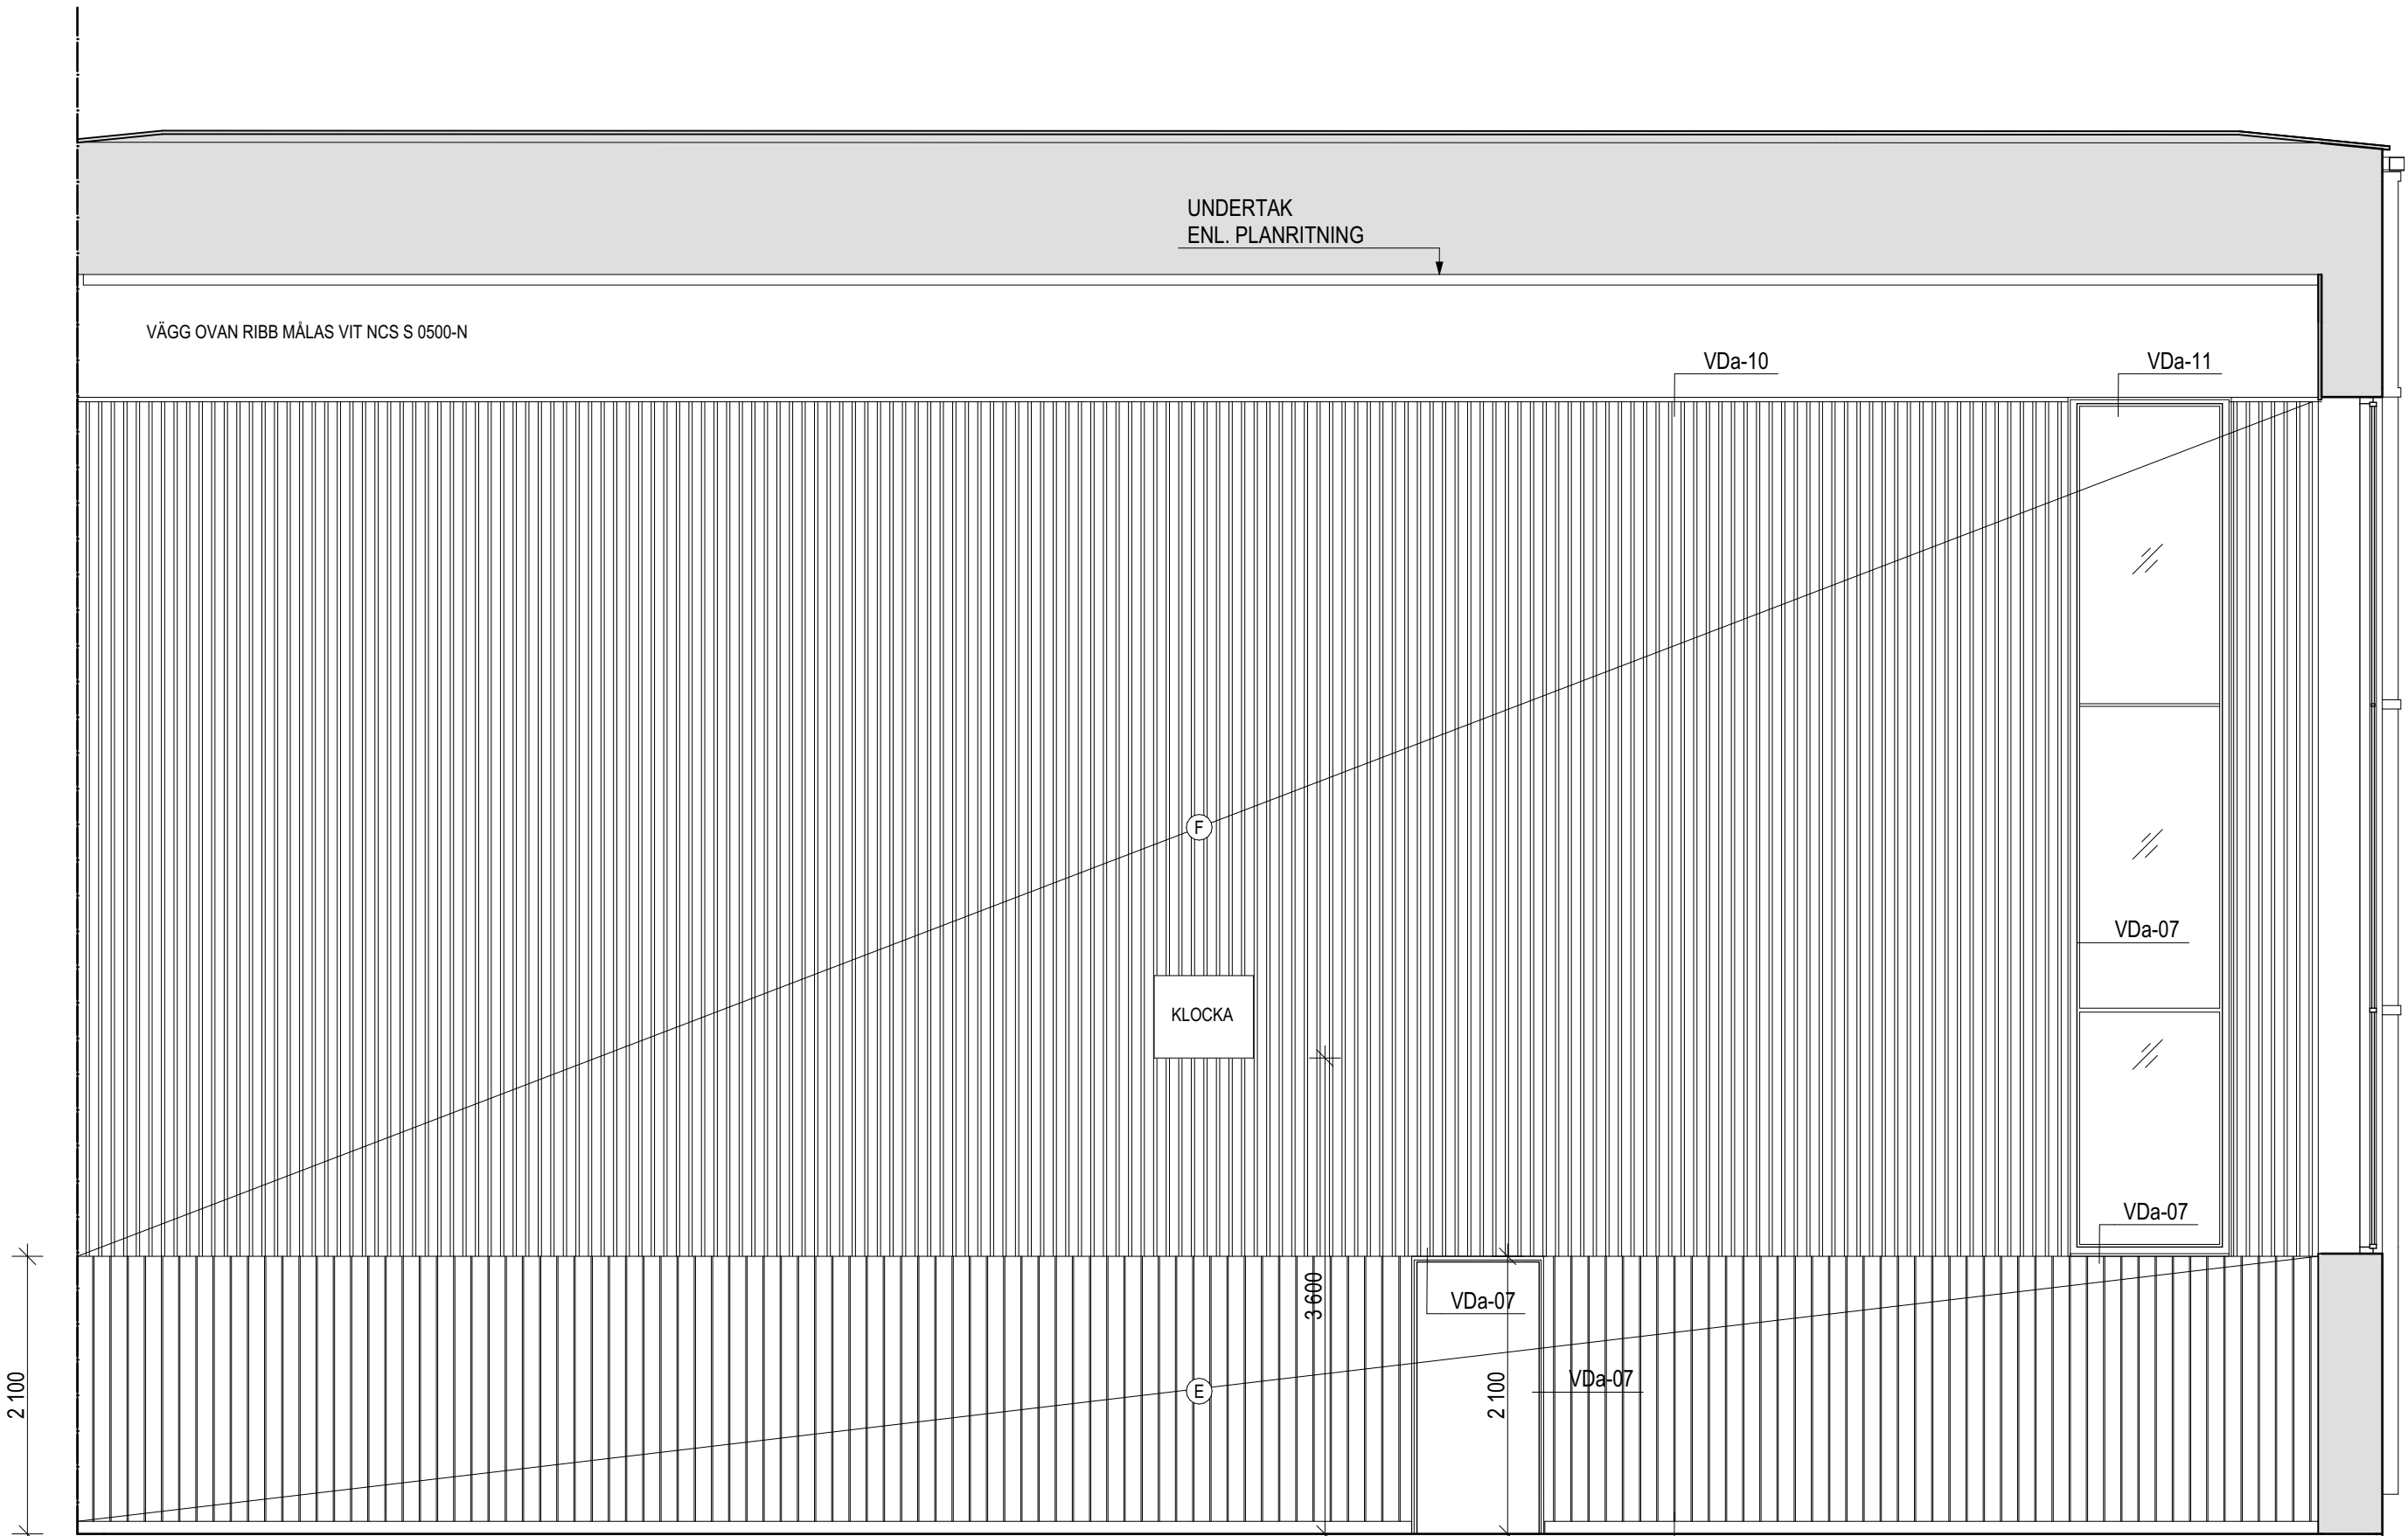 UNDERTAK
ENL. PLANRITNING
VÄGG OVAN RIBB MÅLAS VIT NCS S 0500-N
VDa-10
VDa-11
F
VDa-07
KLOCKA
VDa-07
3 600
VDa-07
2 100
E
2 100
VDa-07